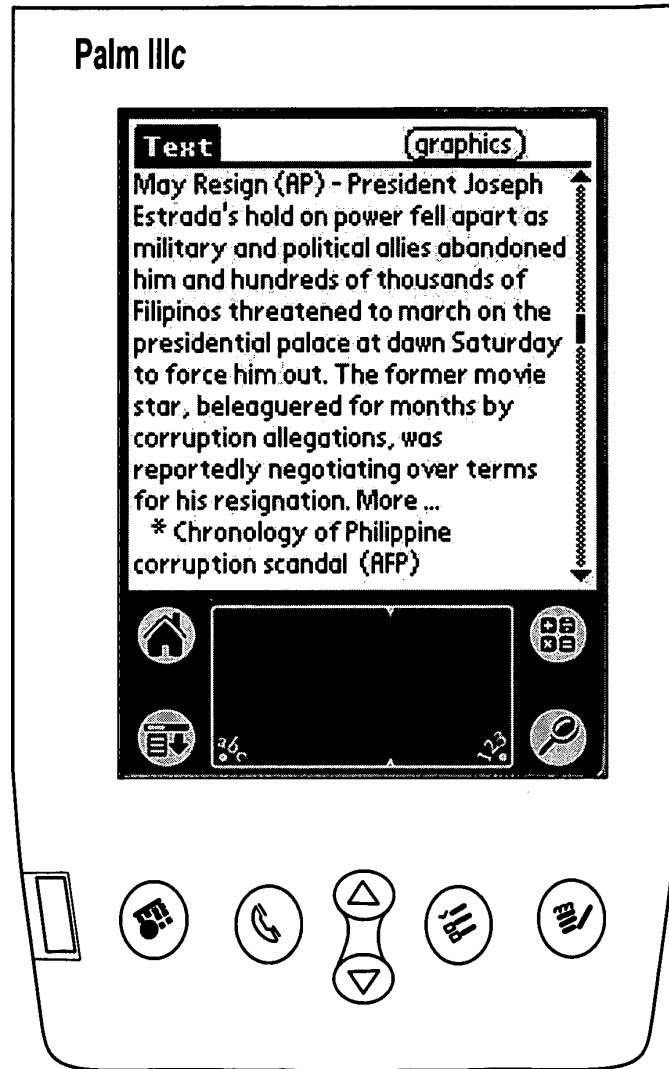 Palm IIIc
Text
graphics
May Resign (AP) - President Joseph
Estrada's hold on power fell apart as
military and political allies abandoned
him and hundreds of thousands of
Filipinos threatened to march on the
presidential palace at dawn Saturday
to force him out. The former movie
star, beleaguered for months by
corruption allegations, was
reportedly negotiating over terms
for his resignation. More ...
* Chronology of Philippine
corruption scandal (AFP)
abc
123